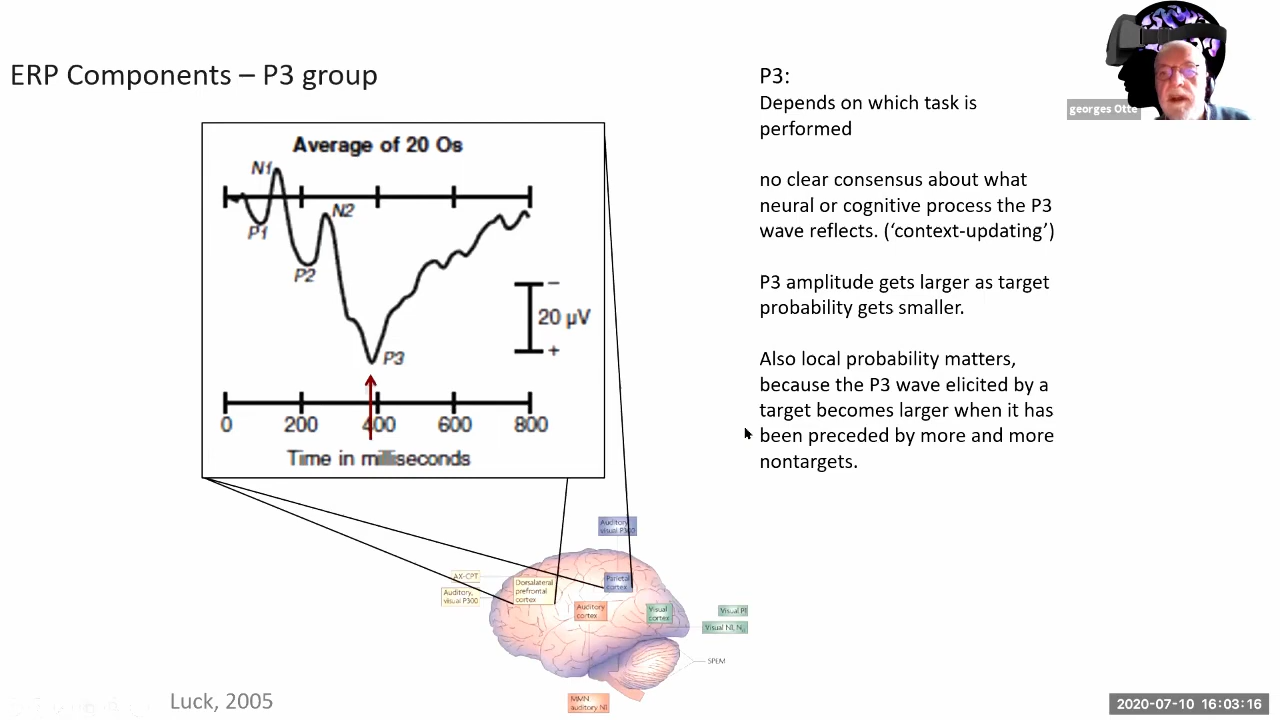 ERP Components – P3 group
Average of 20 Os
N1
P1
N2
P2
P3
−
20 µV
+
0 200 400 600 800
Time in milliseconds
P3:
Depends on which task is
performed
no clear consensus about what
neural or cognitive process the P3
wave reflects. (‘context-updating’)
P3 amplitude gets larger as target
probability gets smaller.
Also local probability matters,
because the P3 wave elicited by a
target becomes larger when it has
been preceded by more and more
nontargets.
georges Otte
Auditory,
visual P300
AX-CPT
Auditory,
visual P300
Dorsalateral
prefrontal
cortex
Parietal
cortex
Auditory
cortex
Visual
cortex
Visual P1
Visual N1,
SPEM
MMN
auditory N1
Luck, 2005
2020-07-10 16:03:16